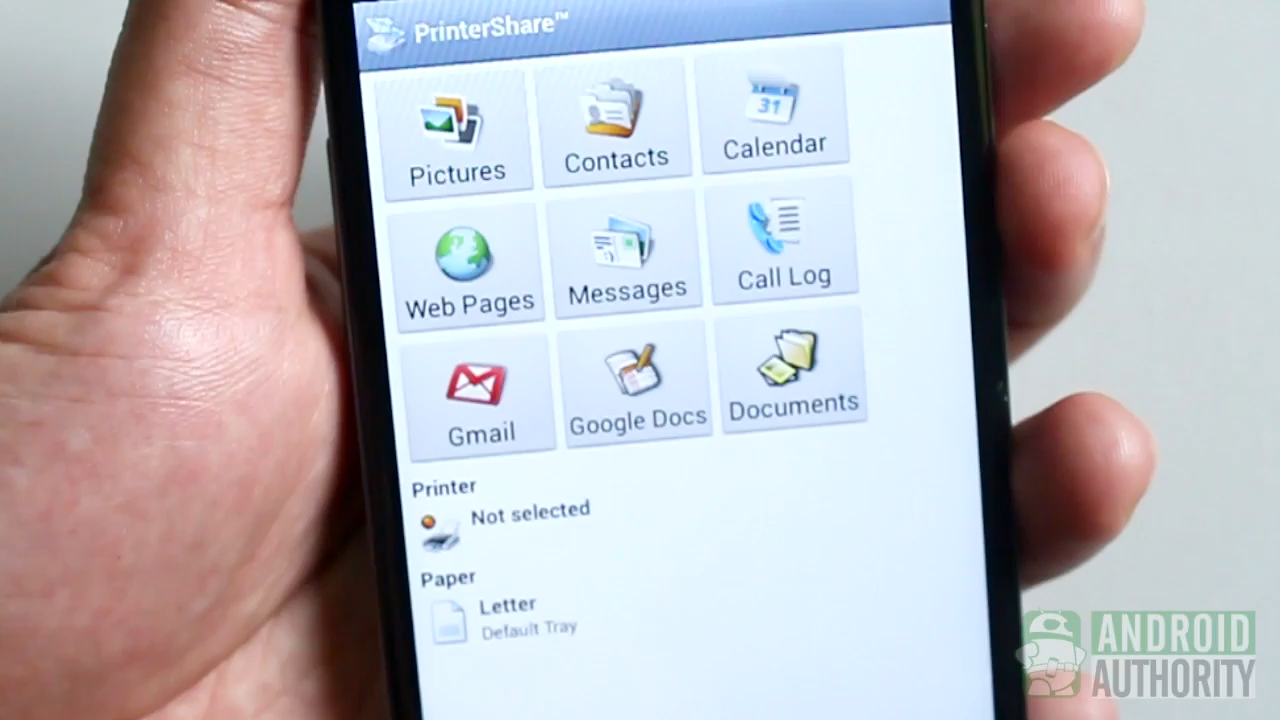 PrinterShare™
Pictures
Contacts
Calendar
31
Web Pages
Messages
Call Log
Gmail
Google Docs
Documents
Printer
Not selected
Paper
Letter
Default Tray
ANDROID
AUTHORITY